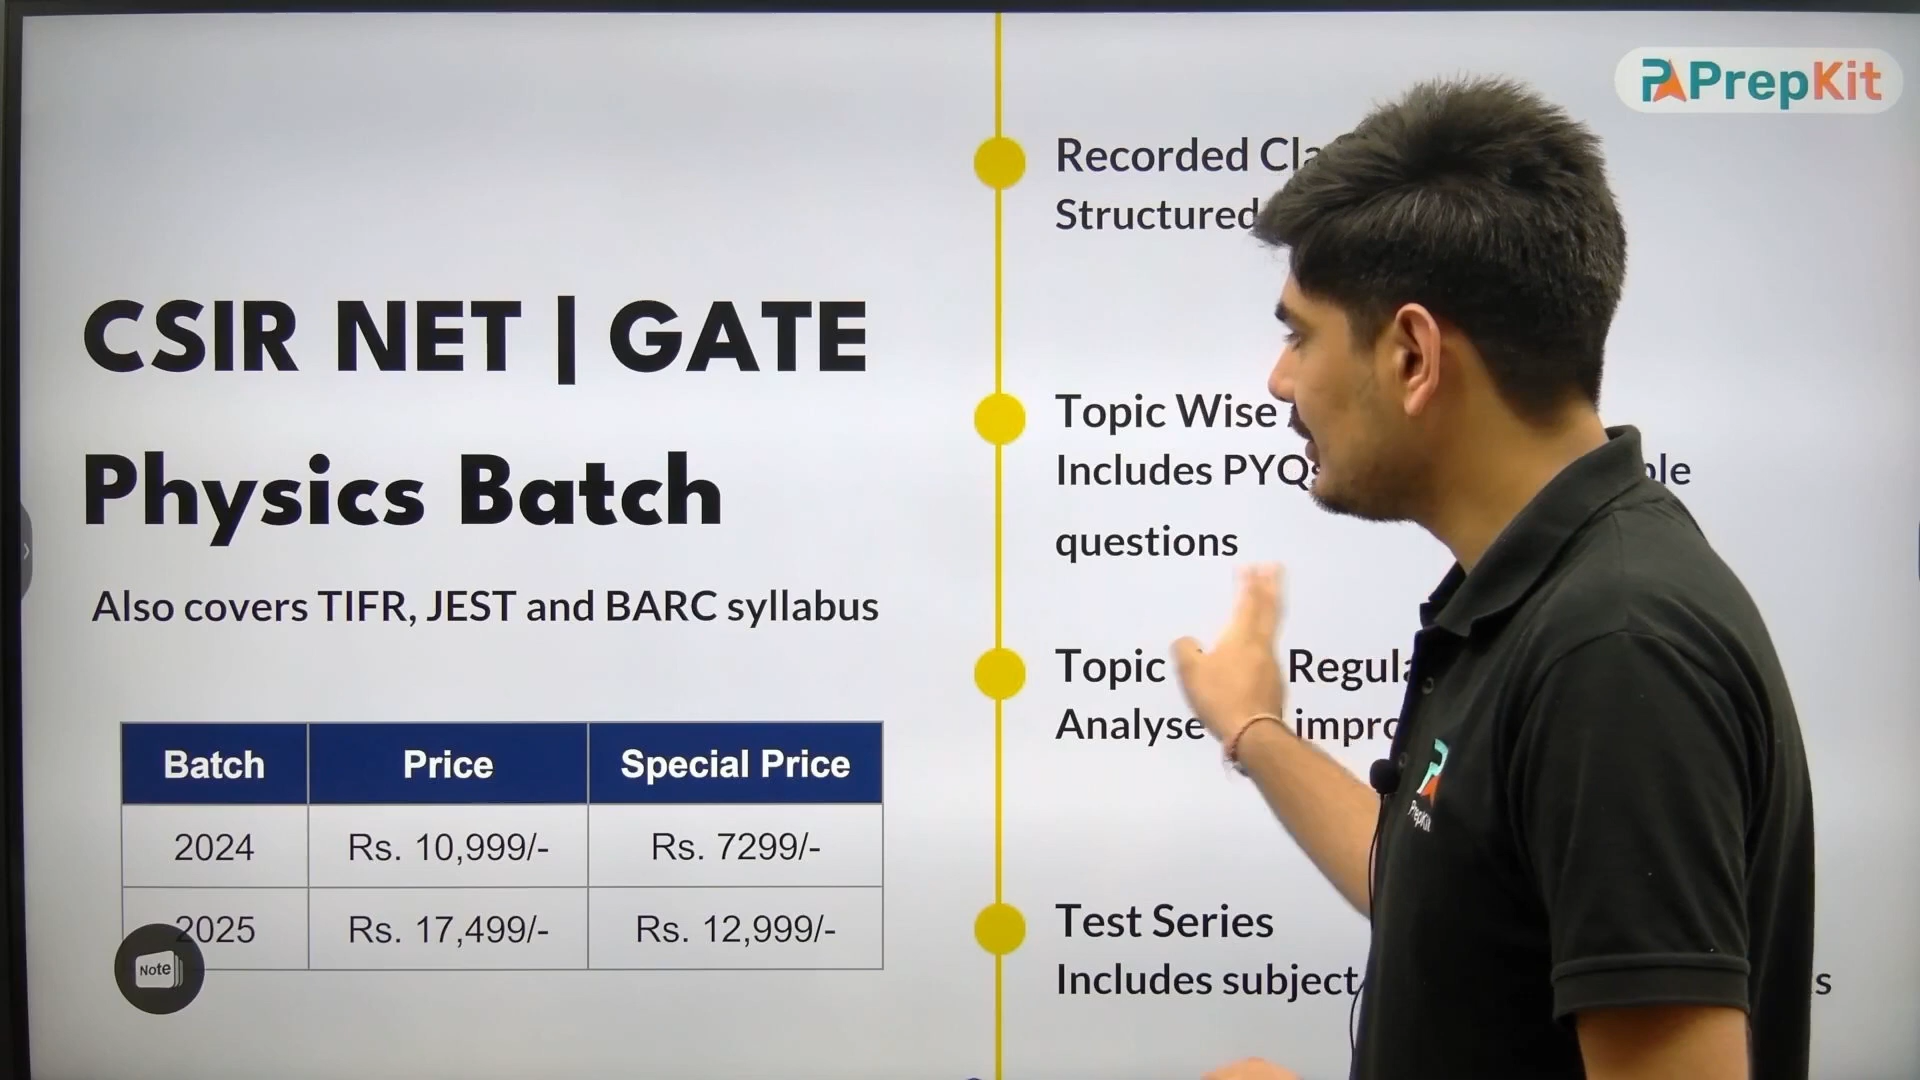 PrepKit
Recorded
Structured
CSIR NET | GATE
Physics Batch
Also covers TIFR, JEST and BARC syllabus
Topic Wise
Includes PYQs
questions
Topic Regula
Analyse impro
Batch Price Special Price
2024 Rs. 10,999/- Rs. 7299/-
2025 Rs. 17,499/- Rs. 12,999/-
Note
Test Series
Includes subject
PrepKit